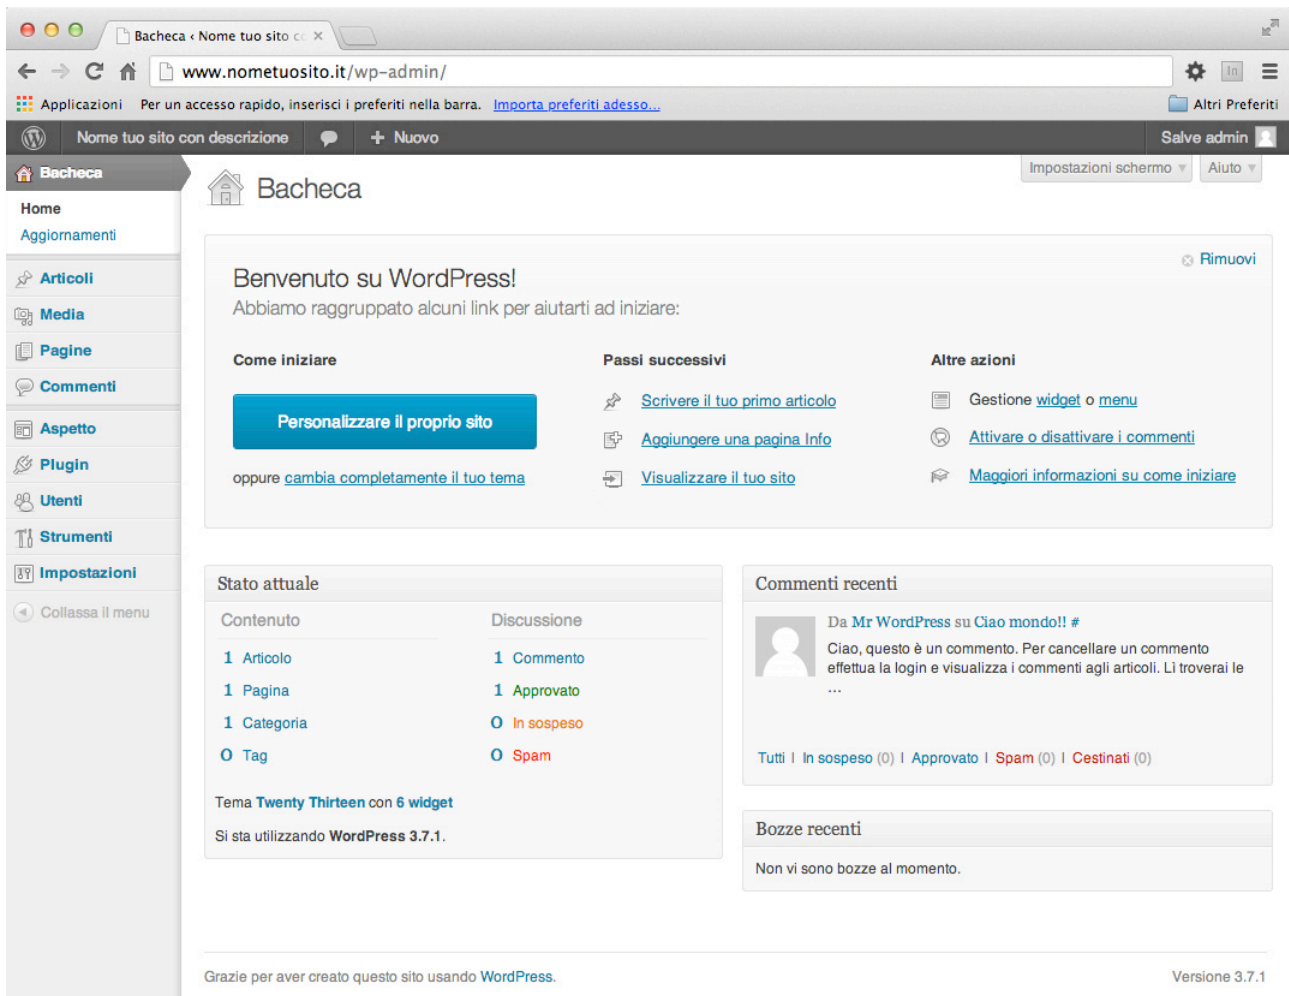 Bacheca ‹ Nome tuo sito co
www.nometuosito.it/wp-admin/
Applicazioni Per un accesso rapido, inserisci i preferiti nella barra. Importa preferiti adesso... Altri Preferiti
Nome tuo sito con descrizione + Nuovo Salve admin
Bacheca
Home
Aggiornamenti
Articoli
Media
Pagine
Commenti
Aspetto
Plugin
Utenti
Strumenti
Impostazioni
Collassa il menu
Impostazioni schermo Aiuto
Bacheca
Rimuovi
Benvenuto su WordPress!
Abbiamo raggruppato alcuni link per aiutarti ad iniziare:
Come iniziare
Personalizzare il proprio sito
oppure cambia completamente il tuo tema
Passi successivi
Scrivere il tuo primo articolo
Aggiungere una pagina Info
Visualizzare il tuo sito
Altre azioni
Gestione widget o menu
Attivare o disattivare i commenti
Maggiori informazioni su come iniziare
Stato attuale
Contenuto
1 Articolo
1 Pagina
1 Categoria
0 Tag
Discussione
1 Commento
1 Approvato
0 In sospeso
0 Spam
Tema Twenty Thirteen con 6 widget
Si sta utilizzando WordPress 3.7.1.
Commenti recenti
Da Mr WordPress su Ciao mondo!! #
Ciao, questo è un commento. Per cancellare un commento
effettua la login e visualizza i commenti agli articoli. Lì troverai le
…
Tutti | In sospeso (0) | Approvato | Spam (0) | Cestinati (0)
Bozze recenti
Non vi sono bozze al momento.
Grazie per aver creato questo sito usando WordPress.
Versione 3.7.1